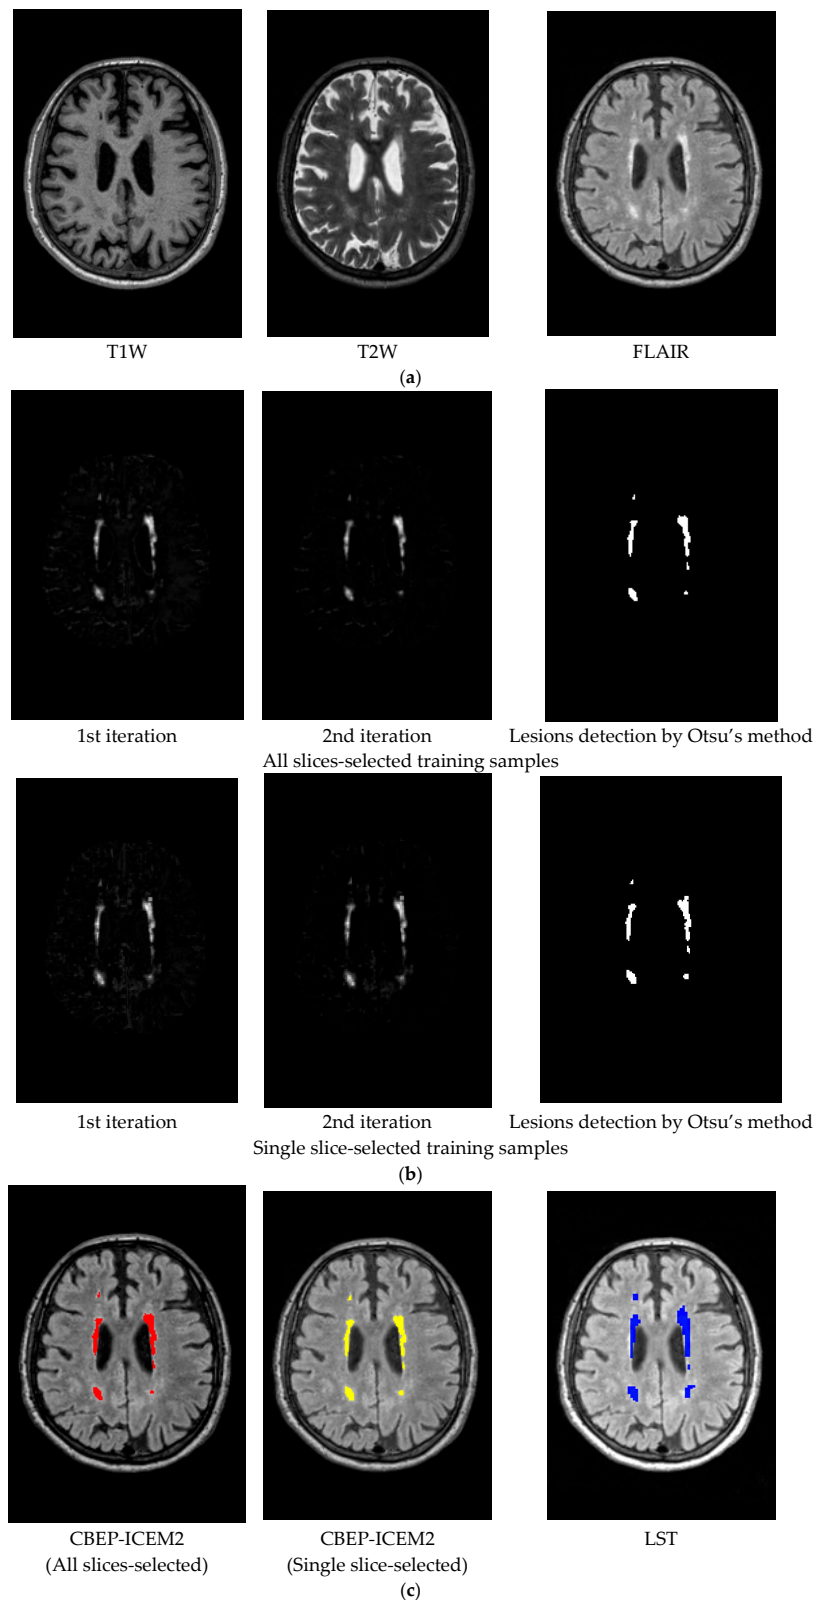 T1W T2W FLAIR
(a)
1st iteration 2nd iteration Lesions detection by Otsu's method
All slices-selected training samples
1st iteration 2nd iteration Lesions detection by Otsu's method
Single slice-selected training samples
(b)
CBEP-ICEM2 CBEP-ICEM2 LST
(All slices-selected) (Single slice-selected)
(c)